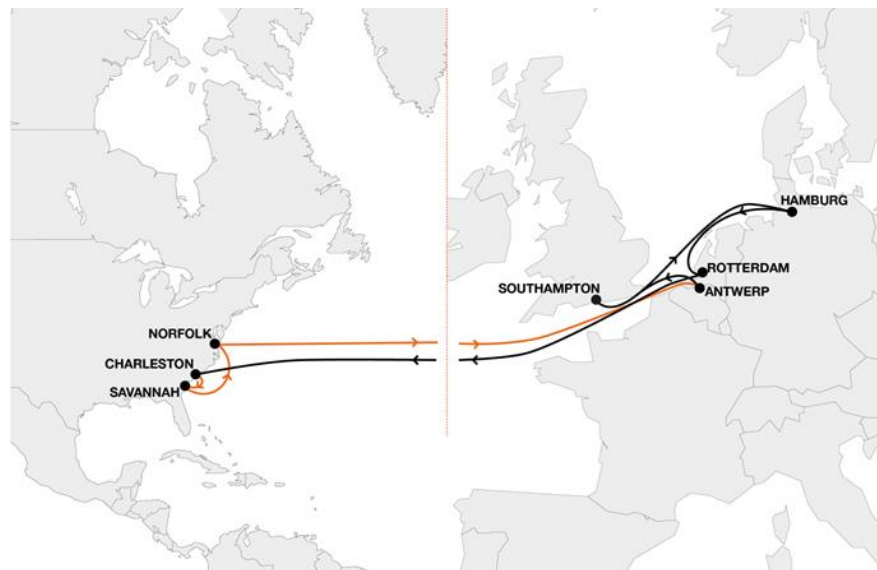 HAMBURG
ROTTERDAM
SOUTHAMPTON
ANTWERP
NORFOLK
CHARLESTON
SAVANNAH